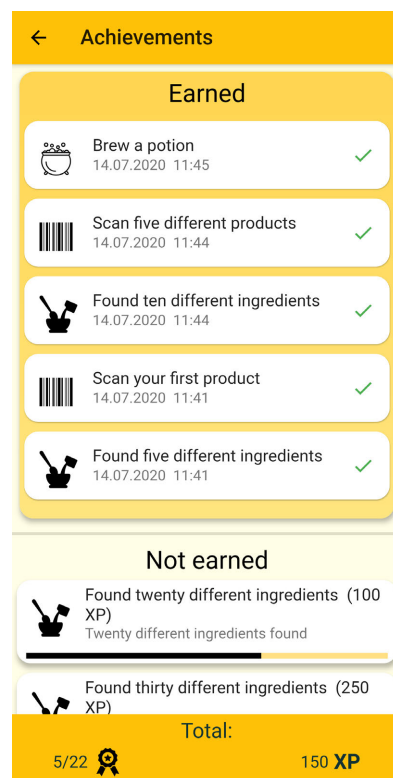 Achievements
Earned
Brew a potion
14.07.2020 11:45
Scan five different products
14.07.2020 11:44
Found ten different ingredients
14.07.2020 11:44
Scan your first product
14.07.2020 11:41
Found five different ingredients
14.07.2020 11:41
Not earned
Found twenty different ingredients (100
XP)
Twenty different ingredients found
Found thirty different ingredients (250
XP)
Total:
5/22 150 XP